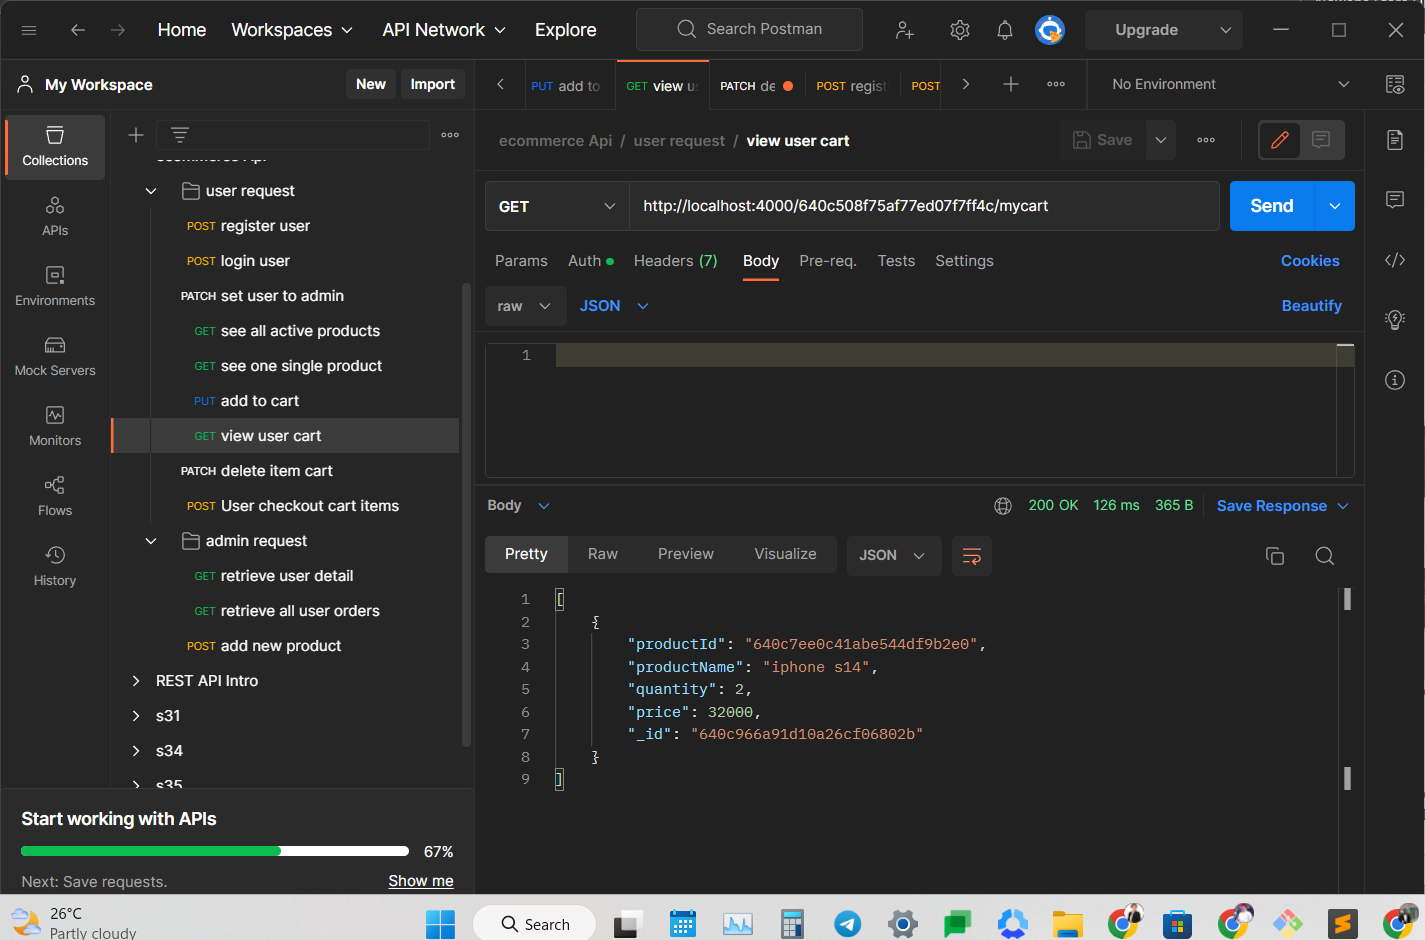 Home
Workspaces
API Network
Explore
Search Postman
Upgrade
My Workspace
New
Import
PUT add to
GET view u
PATCH de
POST regist
POST
No Environment
Collections
APIs
Environments
Mock Servers
Monitors
Flows
History
ecommerce Api
user request
POST register user
POST login user
PATCH set user to admin
GET see all active products
GET see one single product
PUT add to cart
GET view user cart
PATCH delete item cart
POST User checkout cart items
admin request
GET retrieve user detail
GET retrieve all user orders
POST add new product
REST API Intro
s31
s34
s35
Start working with APIs
67%
Next: Save requests.
Show me
ecommerce Api / user request / view user cart
Save
GET
http://localhost:4000/640c508f75af77ed07f7ff4c/mycart
Send
Params
Auth
Headers (7)
Body
Pre-req.
Tests
Settings
Cookies
raw
JSON
Beautify
1
Body
200 OK
126 ms
365 B
Save Response
Pretty
Raw
Preview
Visualize
JSON
1 [
2 {
3 "productId": "640c7ee0c41abe544df9b2e0",
4 "productName": "iphone s14",
5 "quantity": 2,
6 "price": 32000,
7 "_id": "640c966a91d10a26cf06802b"
8 }
9 ]
26°C
Partly cloudy
Search